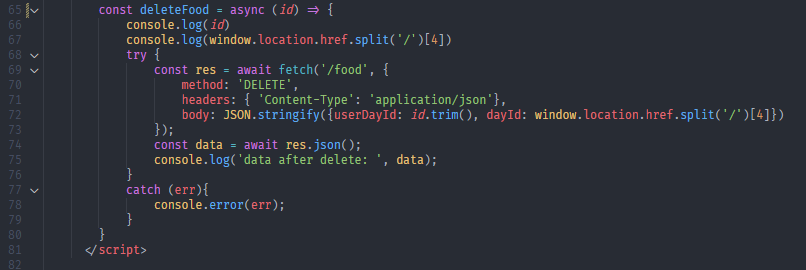 65 const deleteFood = async (id) => {
66 console.log(id)
67 console.log(window.location.href.split('/')[4])
68 try {
69 const res = await fetch('/food', {
70 method: 'DELETE',
71 headers: { 'Content-Type': 'application/json'},
72 body: JSON.stringify({userDayId: id.trim(), dayId: window.location.href.split('/')[4]})
73 });
74 const data = await res.json();
75 console.log('data after delete: ', data);
76 }
77 catch (err){
78 console.error(err);
79 }
80 }
81 </script>
82